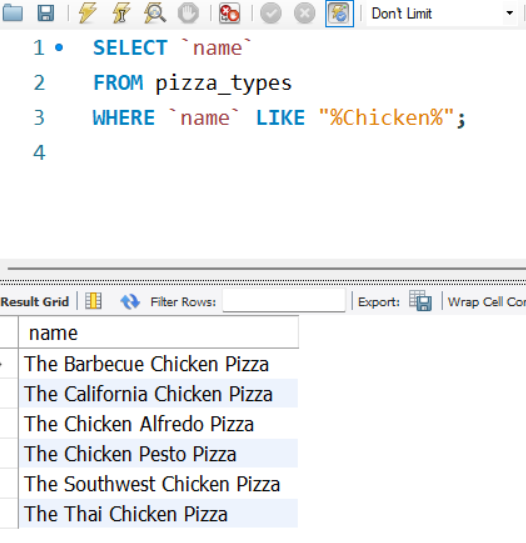 Don't Limit
1 SELECT `name`
2 FROM pizza_types
3 WHERE `name` LIKE "%Chicken%";
4
Result Grid Filter Rows: Export: Wrap Cell Con
name
The Barbecue Chicken Pizza
The California Chicken Pizza
The Chicken Alfredo Pizza
The Chicken Pesto Pizza
The Southwest Chicken Pizza
The Thai Chicken Pizza